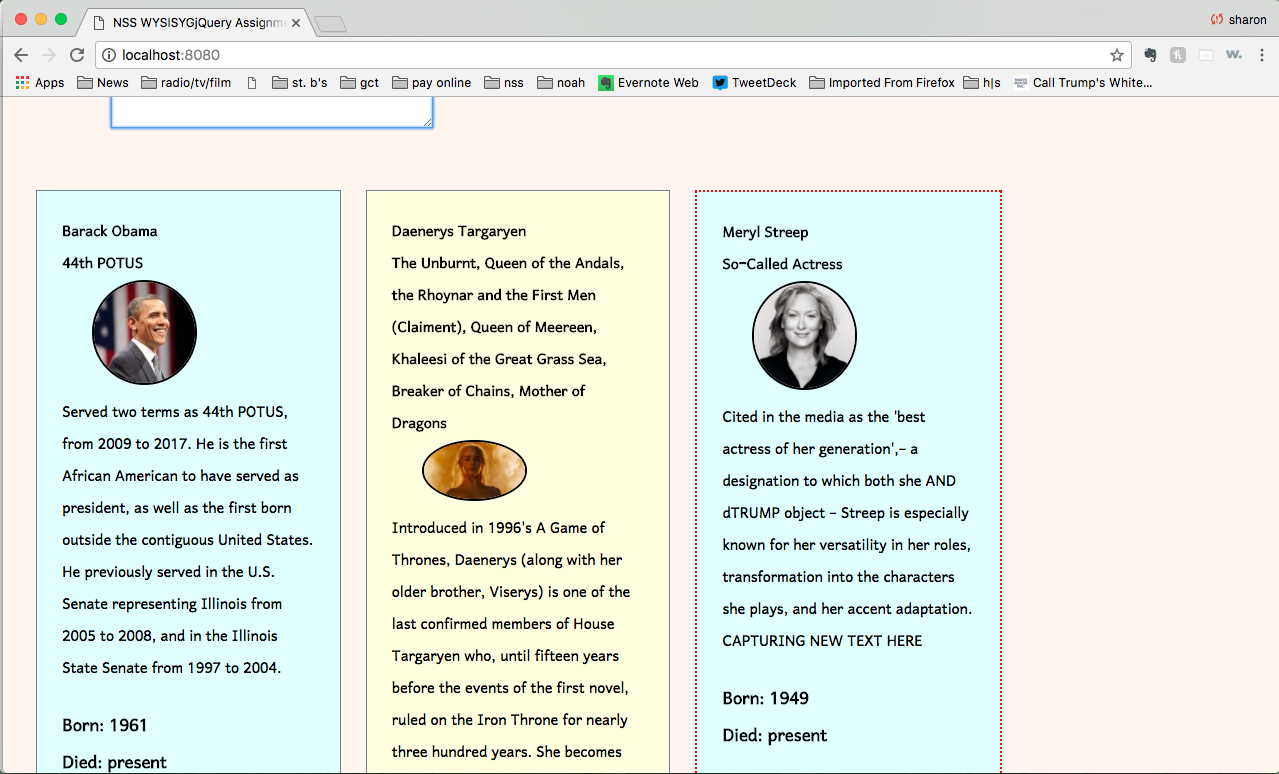 NSS WYSISYGjQuery Assignm
sharon
localhost:8080
Apps News radio/tv/film st. b's gct pay online nss noah Evernote Web TweetDeck Imported From Firefox h|s Call Trump's White...
Barack Obama
44th POTUS
Served two terms as 44th POTUS,
from 2009 to 2017. He is the first
African American to have served as
president, as well as the first born
outside the contiguous United States.
He previously served in the U.S.
Senate representing Illinois from
2005 to 2008, and in the Illinois
State Senate from 1997 to 2004.
Born: 1961
Died: present
Daenerys Targaryen
The Unburnt, Queen of the Andals,
the Rhoynar and the First Men
(Claiment), Queen of Meereen,
Khaleesi of the Great Grass Sea,
Breaker of Chains, Mother of
Dragons
Introduced in 1996's A Game of
Thrones, Daenerys (along with her
older brother, Viserys) is one of the
last confirmed members of House
Targaryen who, until fifteen years
before the events of the first novel,
ruled on the Iron Throne for nearly
three hundred years. She becomes
Meryl Streep
So-Called Actress
Cited in the media as the 'best
actress of her generation',- a
designation to which both she AND
dTRUMP object - Streep is especially
known for her versatility in her roles,
transformation into the characters
she plays, and her accent adaptation.
CAPTURING NEW TEXT HERE
Born: 1949
Died: present